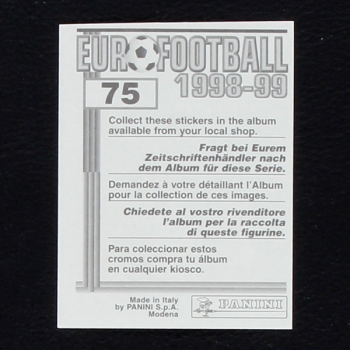 EUROFOOTBALL
1998-99
75
Collect these stickers in the album
available from your local shop.
Fragt bei Eurem
Zeitschriftenhändler nach
dem Album für diese Serie.
Demandez à votre détaillant l'Album
pour la collection de ces images.
Chiedete al vostro rivenditore
l'album per la raccolta
di queste figurine.
Para coleccionar estos
cromos compra tu álbum
en cualquier kiosco.
Made in Italy
by PANINI S.p.A.
Modena
PANINI